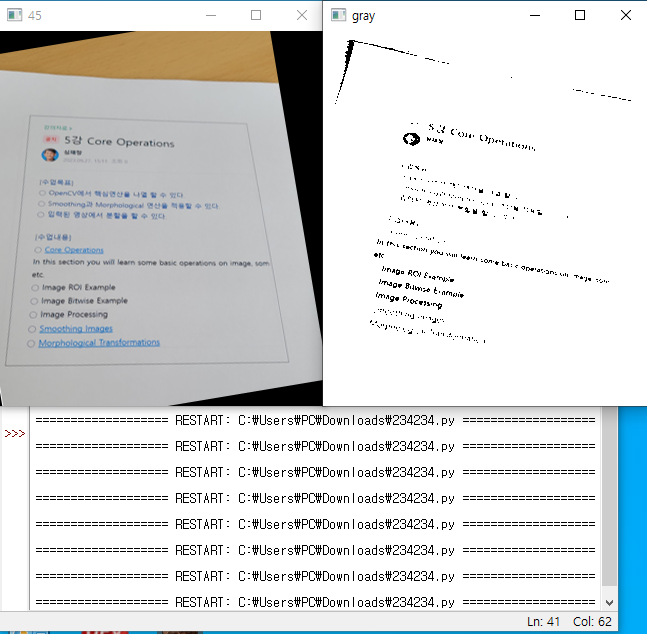 45
강의자료 >
공지 5강 Core Operations
심재창
[수업목표]
OpenCV에서 핵심연산을 나열 할 수 있다
Smoothing과 Morphological 연산을 적용할 수 있다.
입력된 영상에서 분할을 할 수 있다.
[수업내용]
Core Operations
In this section you will learn some basic operations on image, som
etc.
Image ROI Example
Image Bitwise Example
Image Processing
Smoothing Images
Morphological Transformations
gray
5강 Core Operations
In this section you will learn some basic operations on image, som
etc
Image ROI Example
Image Bitwise Example
Image Processing
Smoothing Images
Morphological Transformations
=================== RESTART: C:₩Users₩PC₩Downloads₩234234.py ===================
>>>
=================== RESTART: C:₩Users₩PC₩Downloads₩234234.py ===================
=================== RESTART: C:₩Users₩PC₩Downloads₩234234.py ===================
=================== RESTART: C:₩Users₩PC₩Downloads₩234234.py ===================
=================== RESTART: C:₩Users₩PC₩Downloads₩234234.py ===================
=================== RESTART: C:₩Users₩PC₩Downloads₩234234.py ===================
=================== RESTART: C:₩Users₩PC₩Downloads₩234234.py ===================
=================== RESTART: C:₩Users₩PC₩Downloads₩234234.py ===================
Ln: 41 Col: 62